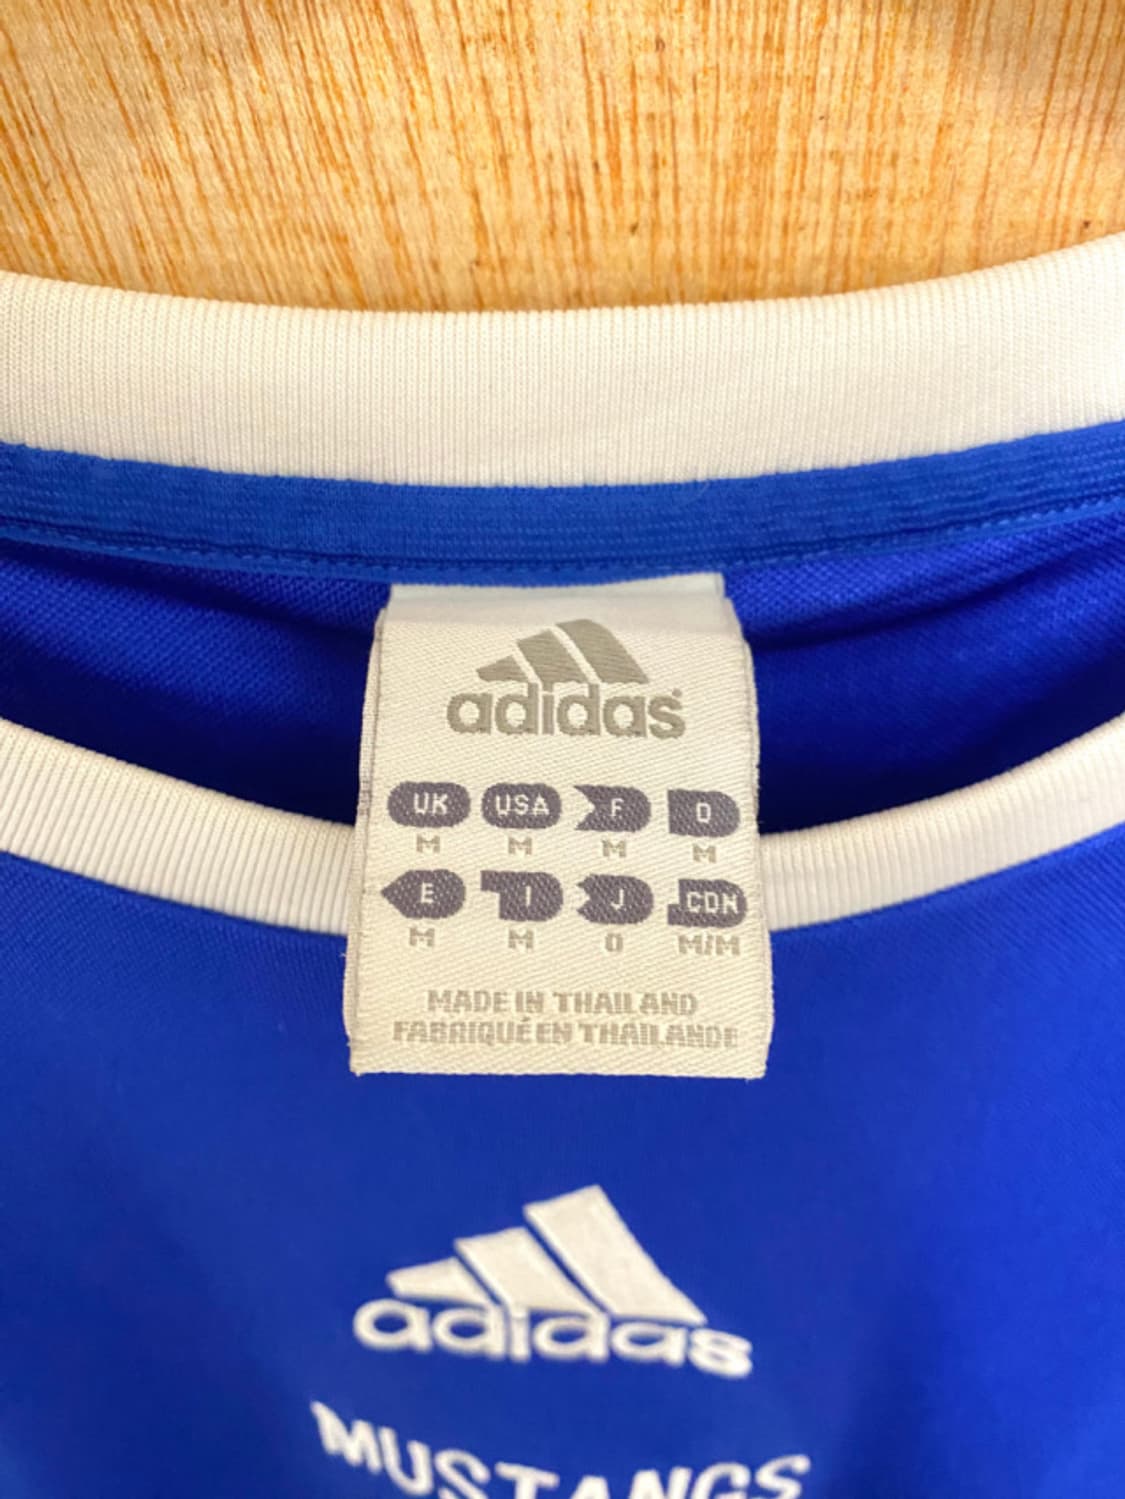 adidas
UK USA F D
M M M M
E I J CDN
M M O M/M
MADE IN THAILAND
FABRIQUÉ EN THAILANDE
adidas
MUSTANGS